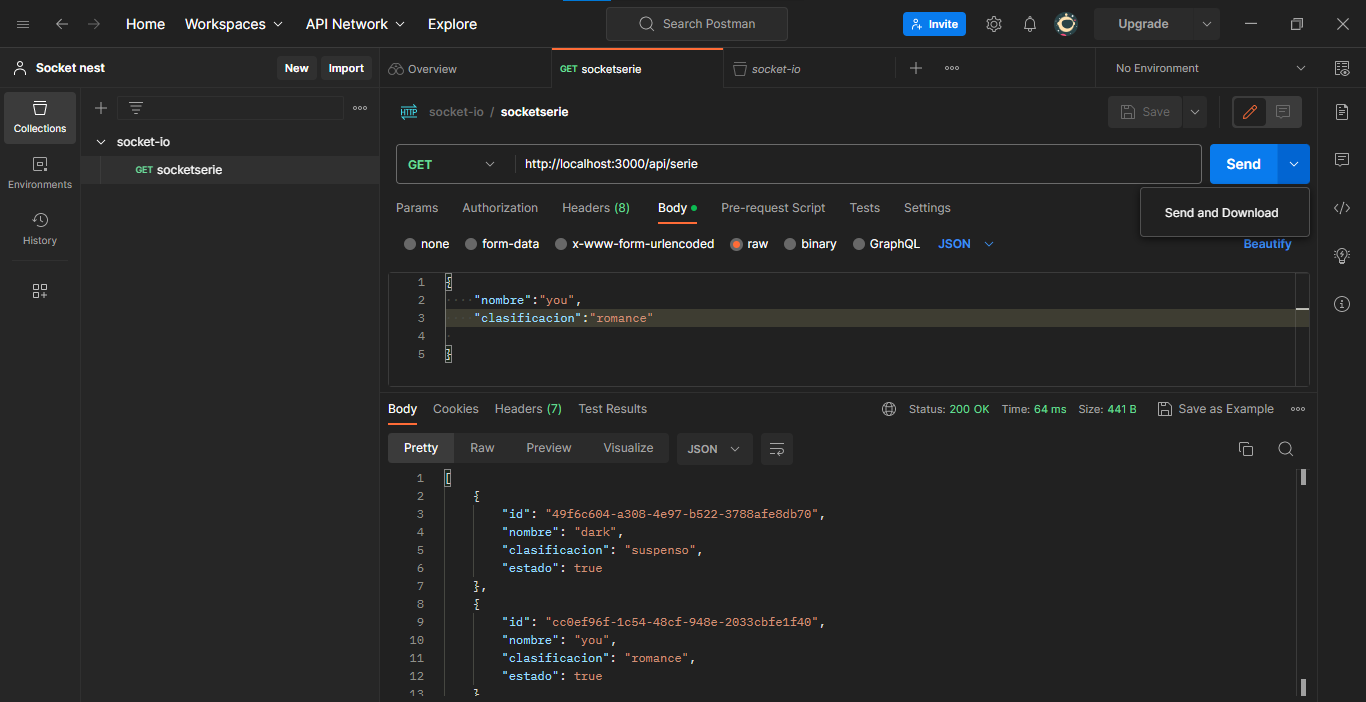 Home Workspaces API Network Explore Search Postman Invite Upgrade
Socket nest New Import Overview GET socketserie socket-io No Environment
Collections
Environments
History
socket-io
GET socketserie
HTTP socket-io / socketserie Save
GET http://localhost:3000/api/serie Send
Send and Download
Params Authorization Headers (8) Body Pre-request Script Tests Settings
none form-data x-www-form-urlencoded raw binary GraphQL JSON Beautify
1 {
2 "nombre":"you",
3 "clasificacion":"romance"
4
5 }
Body Cookies Headers (7) Test Results Status: 200 OK Time: 64 ms Size: 441 B Save as Example
Pretty Raw Preview Visualize JSON
1 [
2 {
3 "id": "49f6c604-a308-4e97-b522-3788afe8db70",
4 "nombre": "dark",
5 "clasificacion": "suspenso",
6 "estado": true
7 },
8 {
9 "id": "cc0ef96f-1c54-48cf-948e-2033cbfe1f40",
10 "nombre": "you",
11 "clasificacion": "romance",
12 "estado": true
13 }